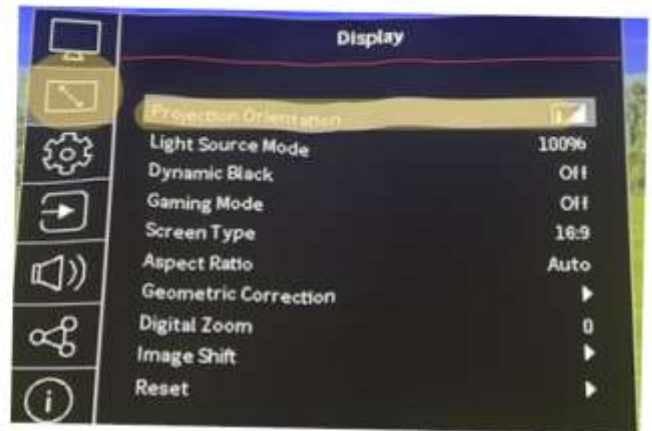 Display
Projection Orientation
Light Source Mode 100%
Dynamic Black Off
Gaming Mode Off
Screen Type 16:9
Aspect Ratio Auto
Geometric Correction
Digital Zoom 0
Image Shift
Reset